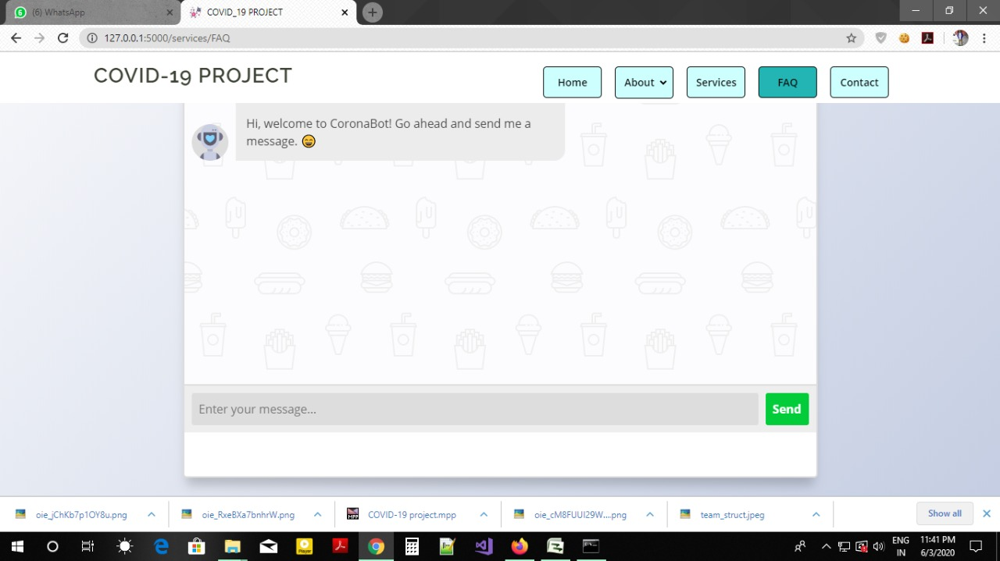 (6) WhatsApp
COVID_19 PROJECT
127.0.0.1:5000/services/FAQ
COVID-19 PROJECT
Home
About
Services
FAQ
Contact
Hi, welcome to CoronaBot! Go ahead and send me a
message. 😄
Enter your message...
Send
oie_jChKb7p1OY8u.png
oie_RxeBXa7bnhrW.png
COVID-19 project.mpp
oie_cM8FUUI29W....png
team_struct.jpeg
Show all
MPP
Player
ENG
IN
11:41 PM
6/3/2020